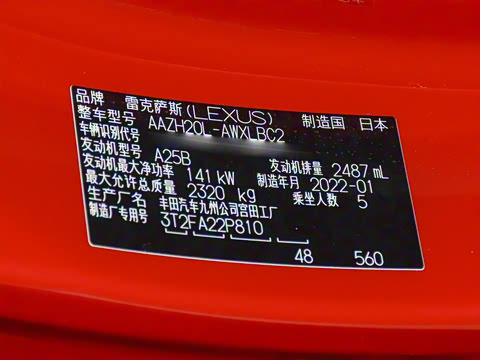 品牌 雷克萨斯(LEXUS) 制造国 日本
整车型号 AAZH20L-AWXLBC2
车辆识别代号
发动机型号 A25B 发动机排量 2487 mL
发动机最大净功率 141 kW 制造年月 2022-01
最大允许总质量 2320 kg 乘坐人数 5
生产厂名 丰田汽车九州公司宫田工厂
制造厂专用号 3T2FA22P810
48 560